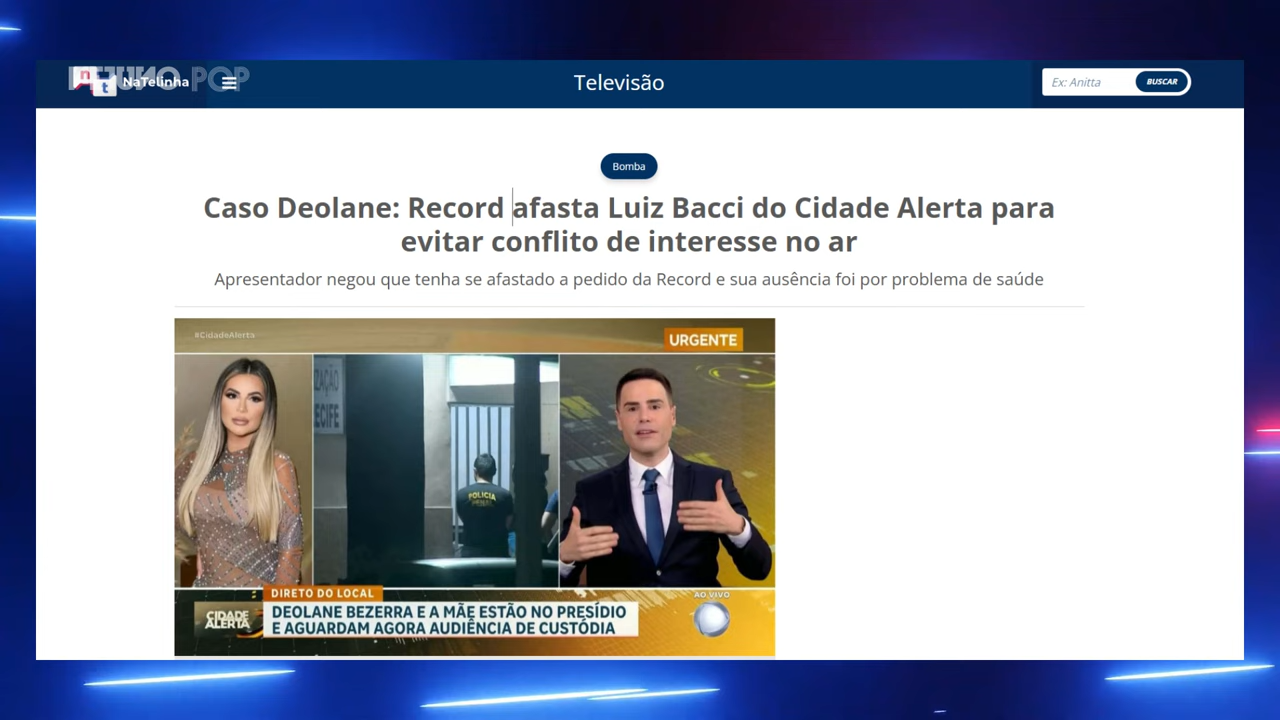 NaTelinha
POP
Televisão
Ex: Anitta
BUSCAR
Bomba
Caso Deolane: Record afasta Luiz Bacci do Cidade Alerta para
evitar conflito de interesse no ar
Apresentador negou que tenha se afastado a pedido da Record e sua ausência foi por problema de saúde
#CidadeAlerta
URGENTE
ZAÇÃO
ECIFE
POLICIA
DIRETO DO LOCAL
AO VIVO
CIDADE
ALERTA
DEOLANE BEZERRA E A MÃE ESTÃO NO PRESÍDIO
E AGUARDAM AGORA AUDIÊNCIA DE CUSTÓDIA